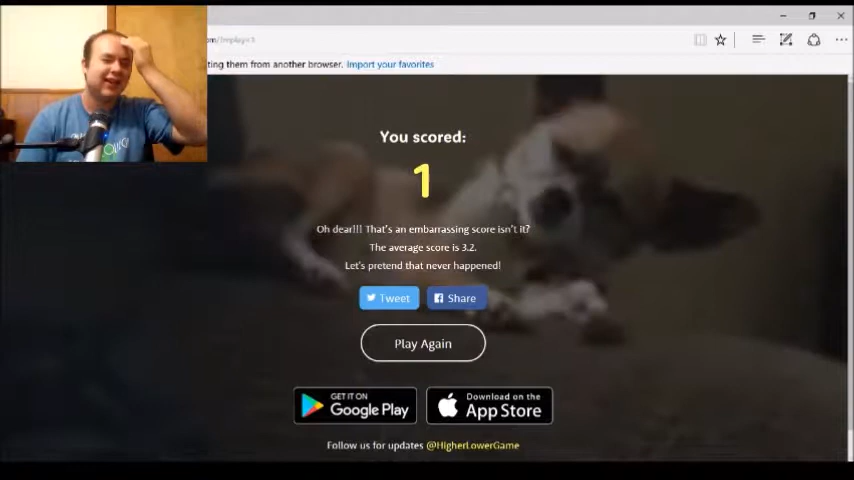 ting them from another browser. Import your favorites
You scored:
1
Oh dear!!! That's an embarrassing score isn't it?
The average score is 3.2.
Let's pretend that never happened!
Tweet
Share
Play Again
GET IT ON
Google Play
Download on the
App Store
Follow us for updates @HigherLowerGame